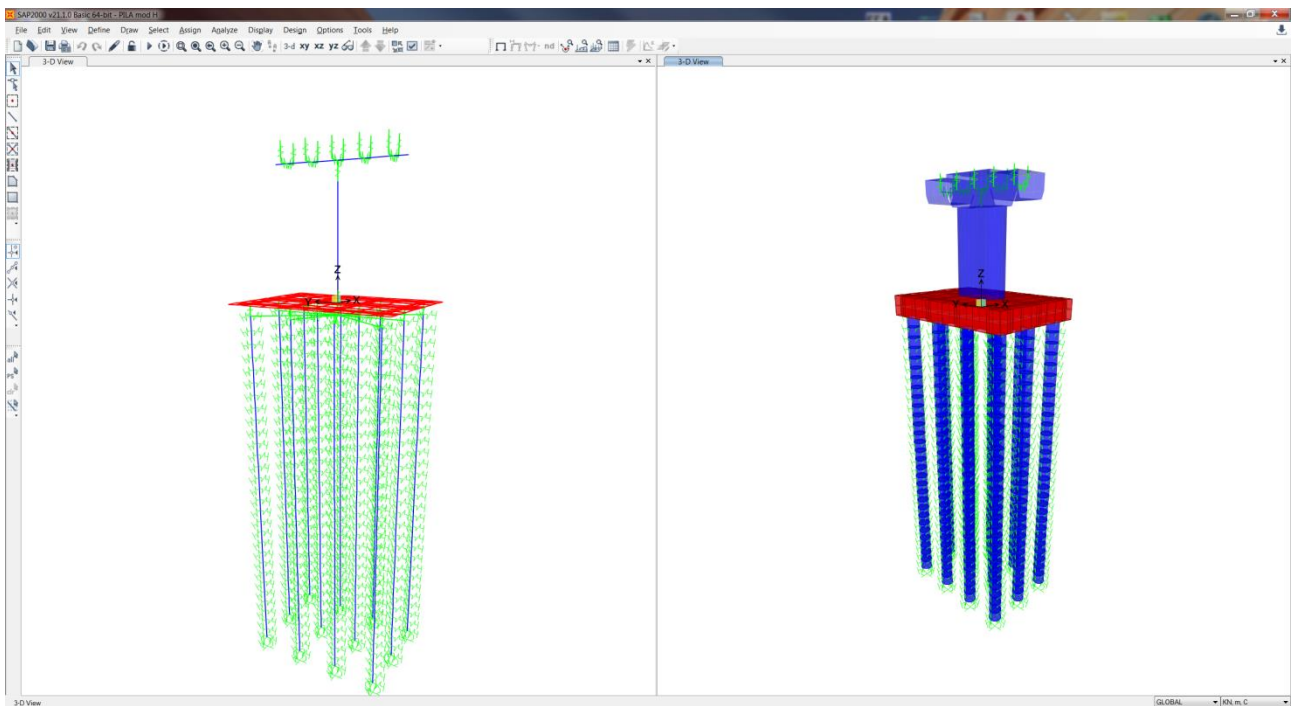 SAP2000 v21.1.0 Basic 64-bit - PILA mod H
File Edit View Define Draw Select Assign Analyze Display Design Options Tools Help
3-d xy xz yz nd
3-D View
3-D View
Z
Y X
Z
Y X
3-D View GLOBAL KN, m, C